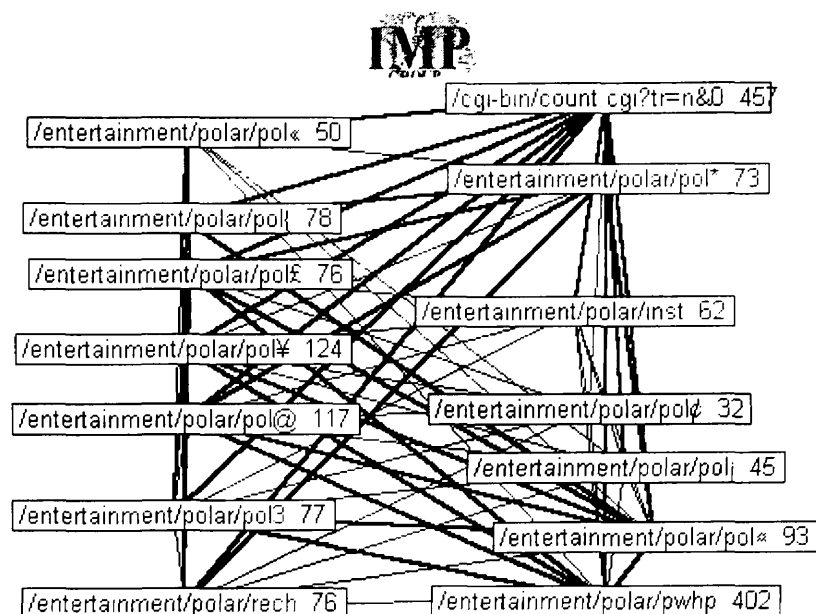 IMP
GROUP
/cgi-bin/count cgi?tr=n&0 457
/entertainment/polar/pol« 50
/entertainment/polar/pol* 73
/entertainment/polar/pol{ 78
/entertainment/polar/pol£ 76
/entertainment/polar/inst 62
/entertainment/polar/pol¥ 124
/entertainment/polar/pol@ 117
/entertainment/polar/pol¢ 32
/entertainment/polar/pol¡ 45
/entertainment/polar/pol3 77
/entertainment/polar/pol« 93
/entertainment/polar/rech 76
/entertainment/polar/pwhp 402